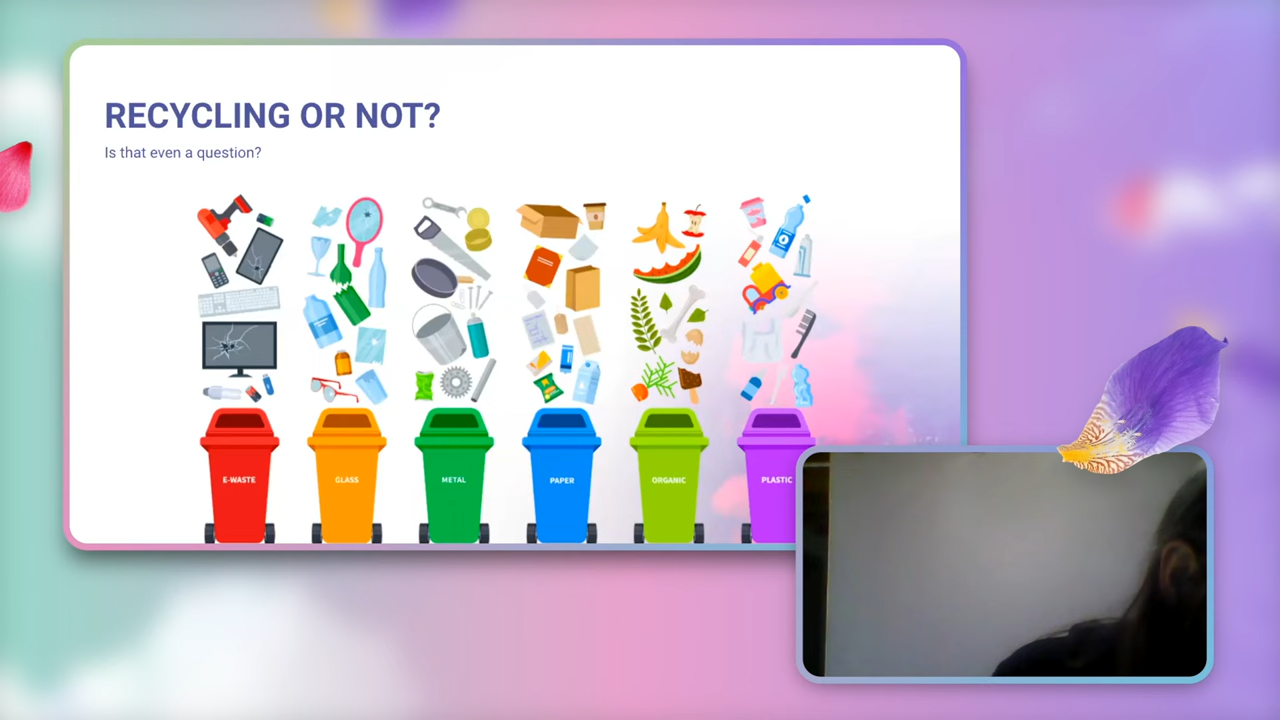 RECYCLING OR NOT?
Is that even a question?
E-WASTE
GLASS
METAL
PAPER
ORGANIC
PLASTIC